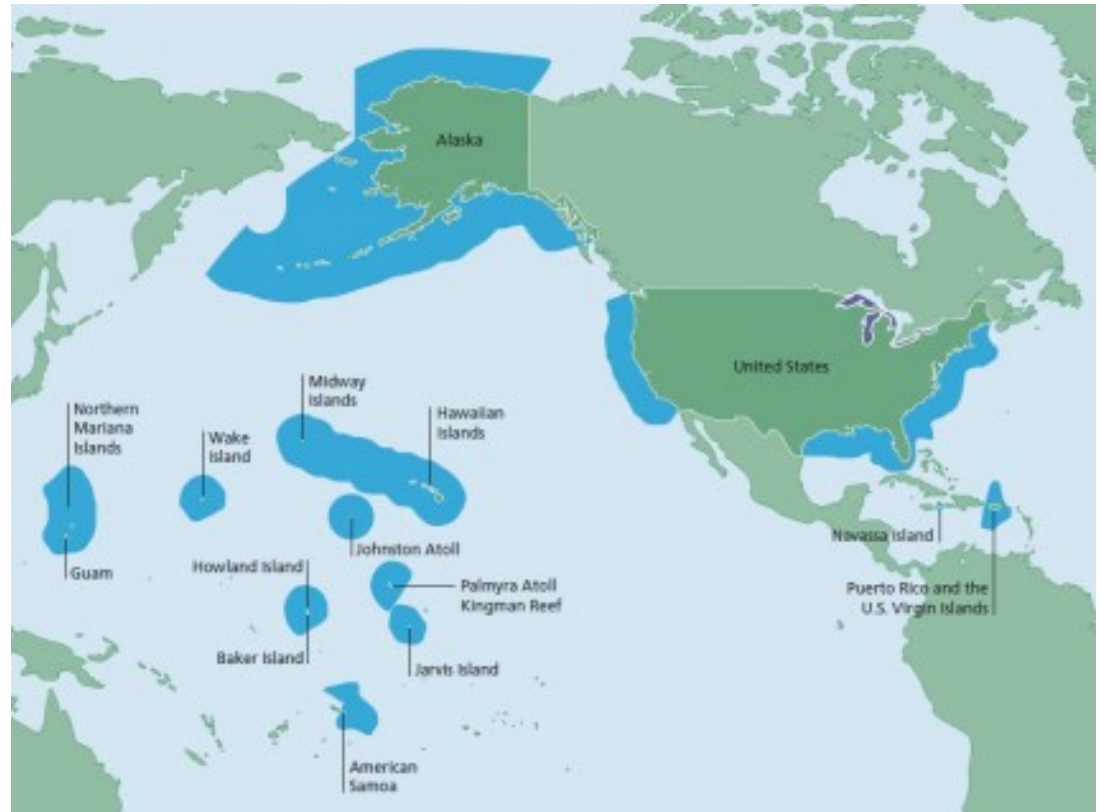 Alaska
United States
Midway
Islands
Northern
Mariana
Islands
Hawaiian
Islands
Wake
Island
Navassa Island
Johnston Atoll
Howland Island
Guam
Palmyra Atoll
Kingman Reef
Puerto Rico and the
U.S. Virgin Islands
Baker Island
Jarvis Island
American
Samoa